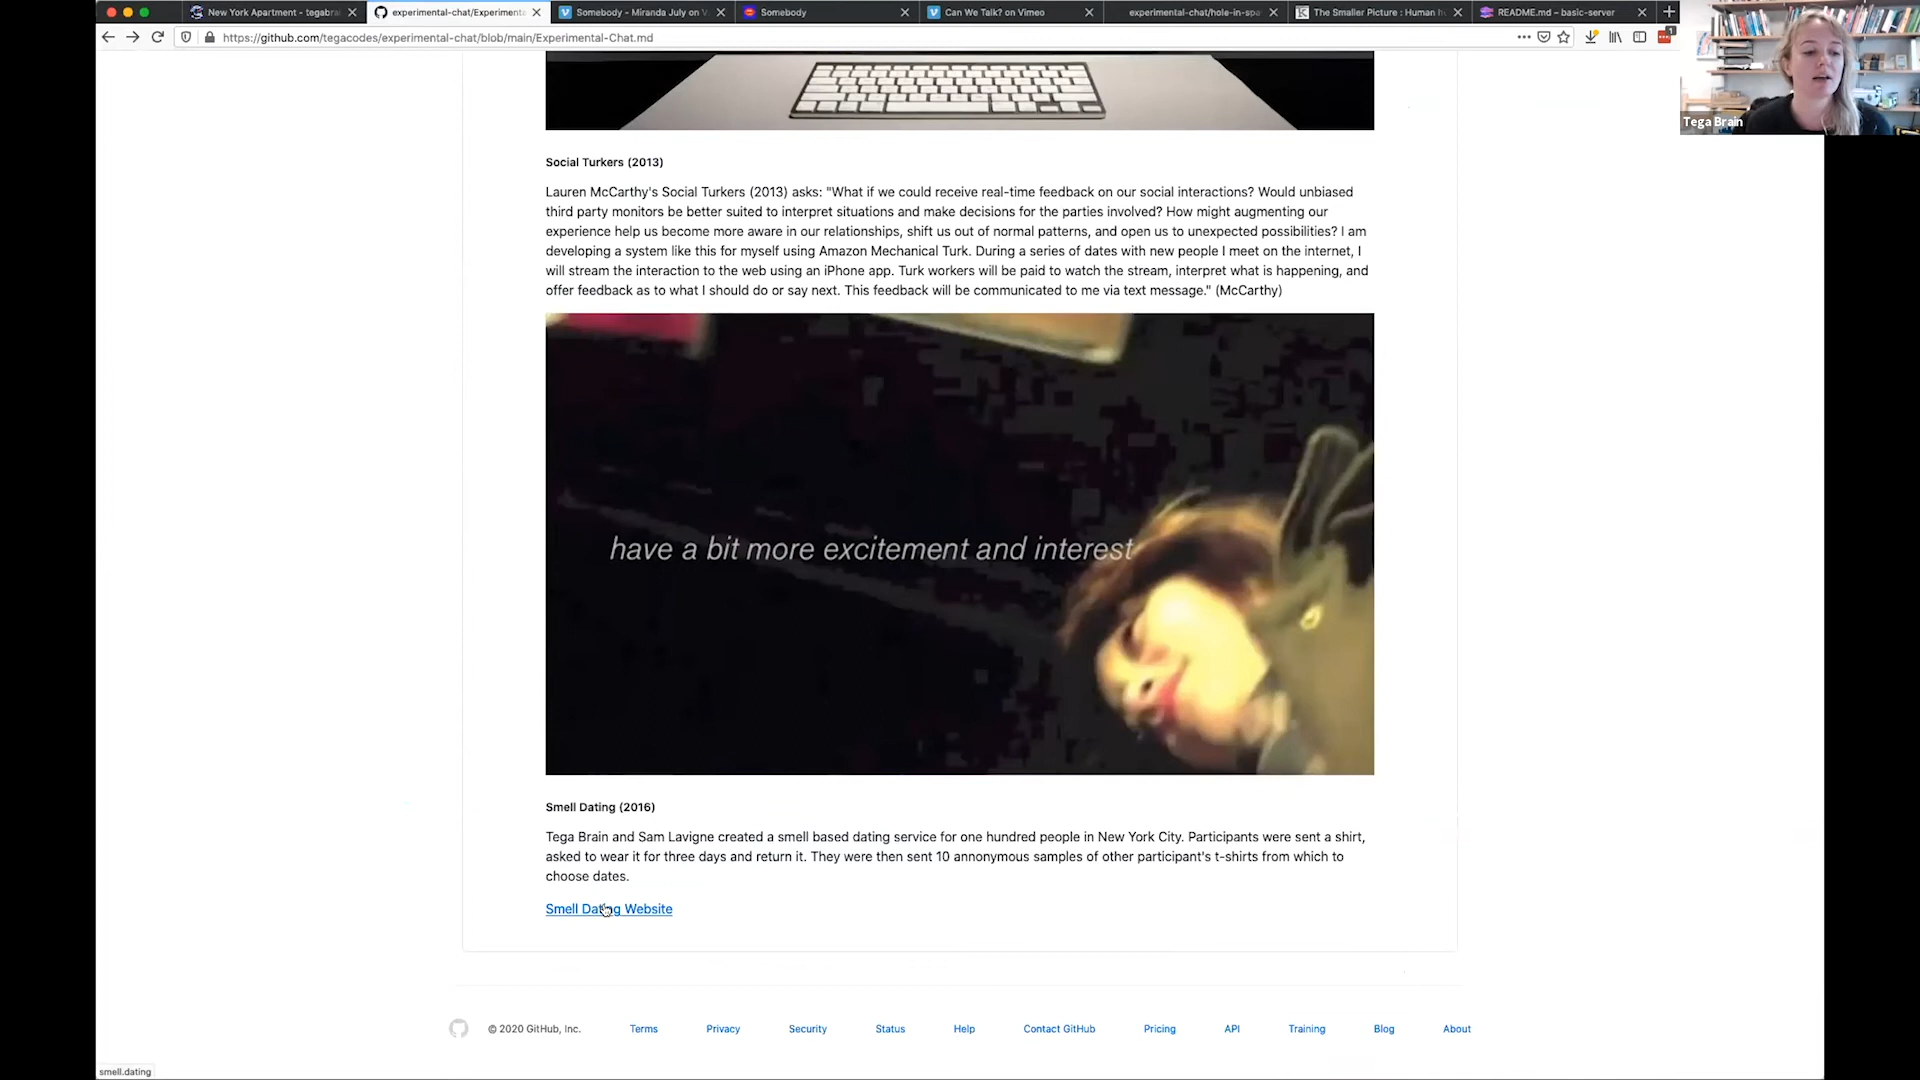 New York Apartment - tegabra
experimental-chat/Experimenta
Somebody - Miranda July on V
Somebody
Can We Talk? on Vimeo
experimental-chat/hole-in-spa
The Smaller Picture : Human h
README.md – basic-server
https://github.com/tegacodes/experimental-chat/blob/main/Experimental-Chat.md
Tega Brain
Social Turkers (2013)
Lauren McCarthy's Social Turkers (2013) asks: "What if we could receive real-time feedback on our social interactions? Would unbiased
third party monitors be better suited to interpret situations and make decisions for the parties involved? How might augmenting our
experience help us become more aware in our relationships, shift us out of normal patterns, and open us to unexpected possibilities? I am
developing a system like this for myself using Amazon Mechanical Turk. During a series of dates with new people I meet on the internet, I
will stream the interaction to the web using an iPhone app. Turk workers will be paid to watch the stream, interpret what is happening, and
offer feedback as to what I should do or say next. This feedback will be communicated to me via text message." (McCarthy)
have a bit more excitement and interest
Smell Dating (2016)
Tega Brain and Sam Lavigne created a smell based dating service for one hundred people in New York City. Participants were sent a shirt,
asked to wear it for three days and return it. They were then sent 10 annonymous samples of other participant's t-shirts from which to
choose dates.
Smell Dating Website
© 2020 GitHub, Inc.
Terms
Privacy
Security
Status
Help
Contact GitHub
Pricing
API
Training
Blog
About
smell.dating